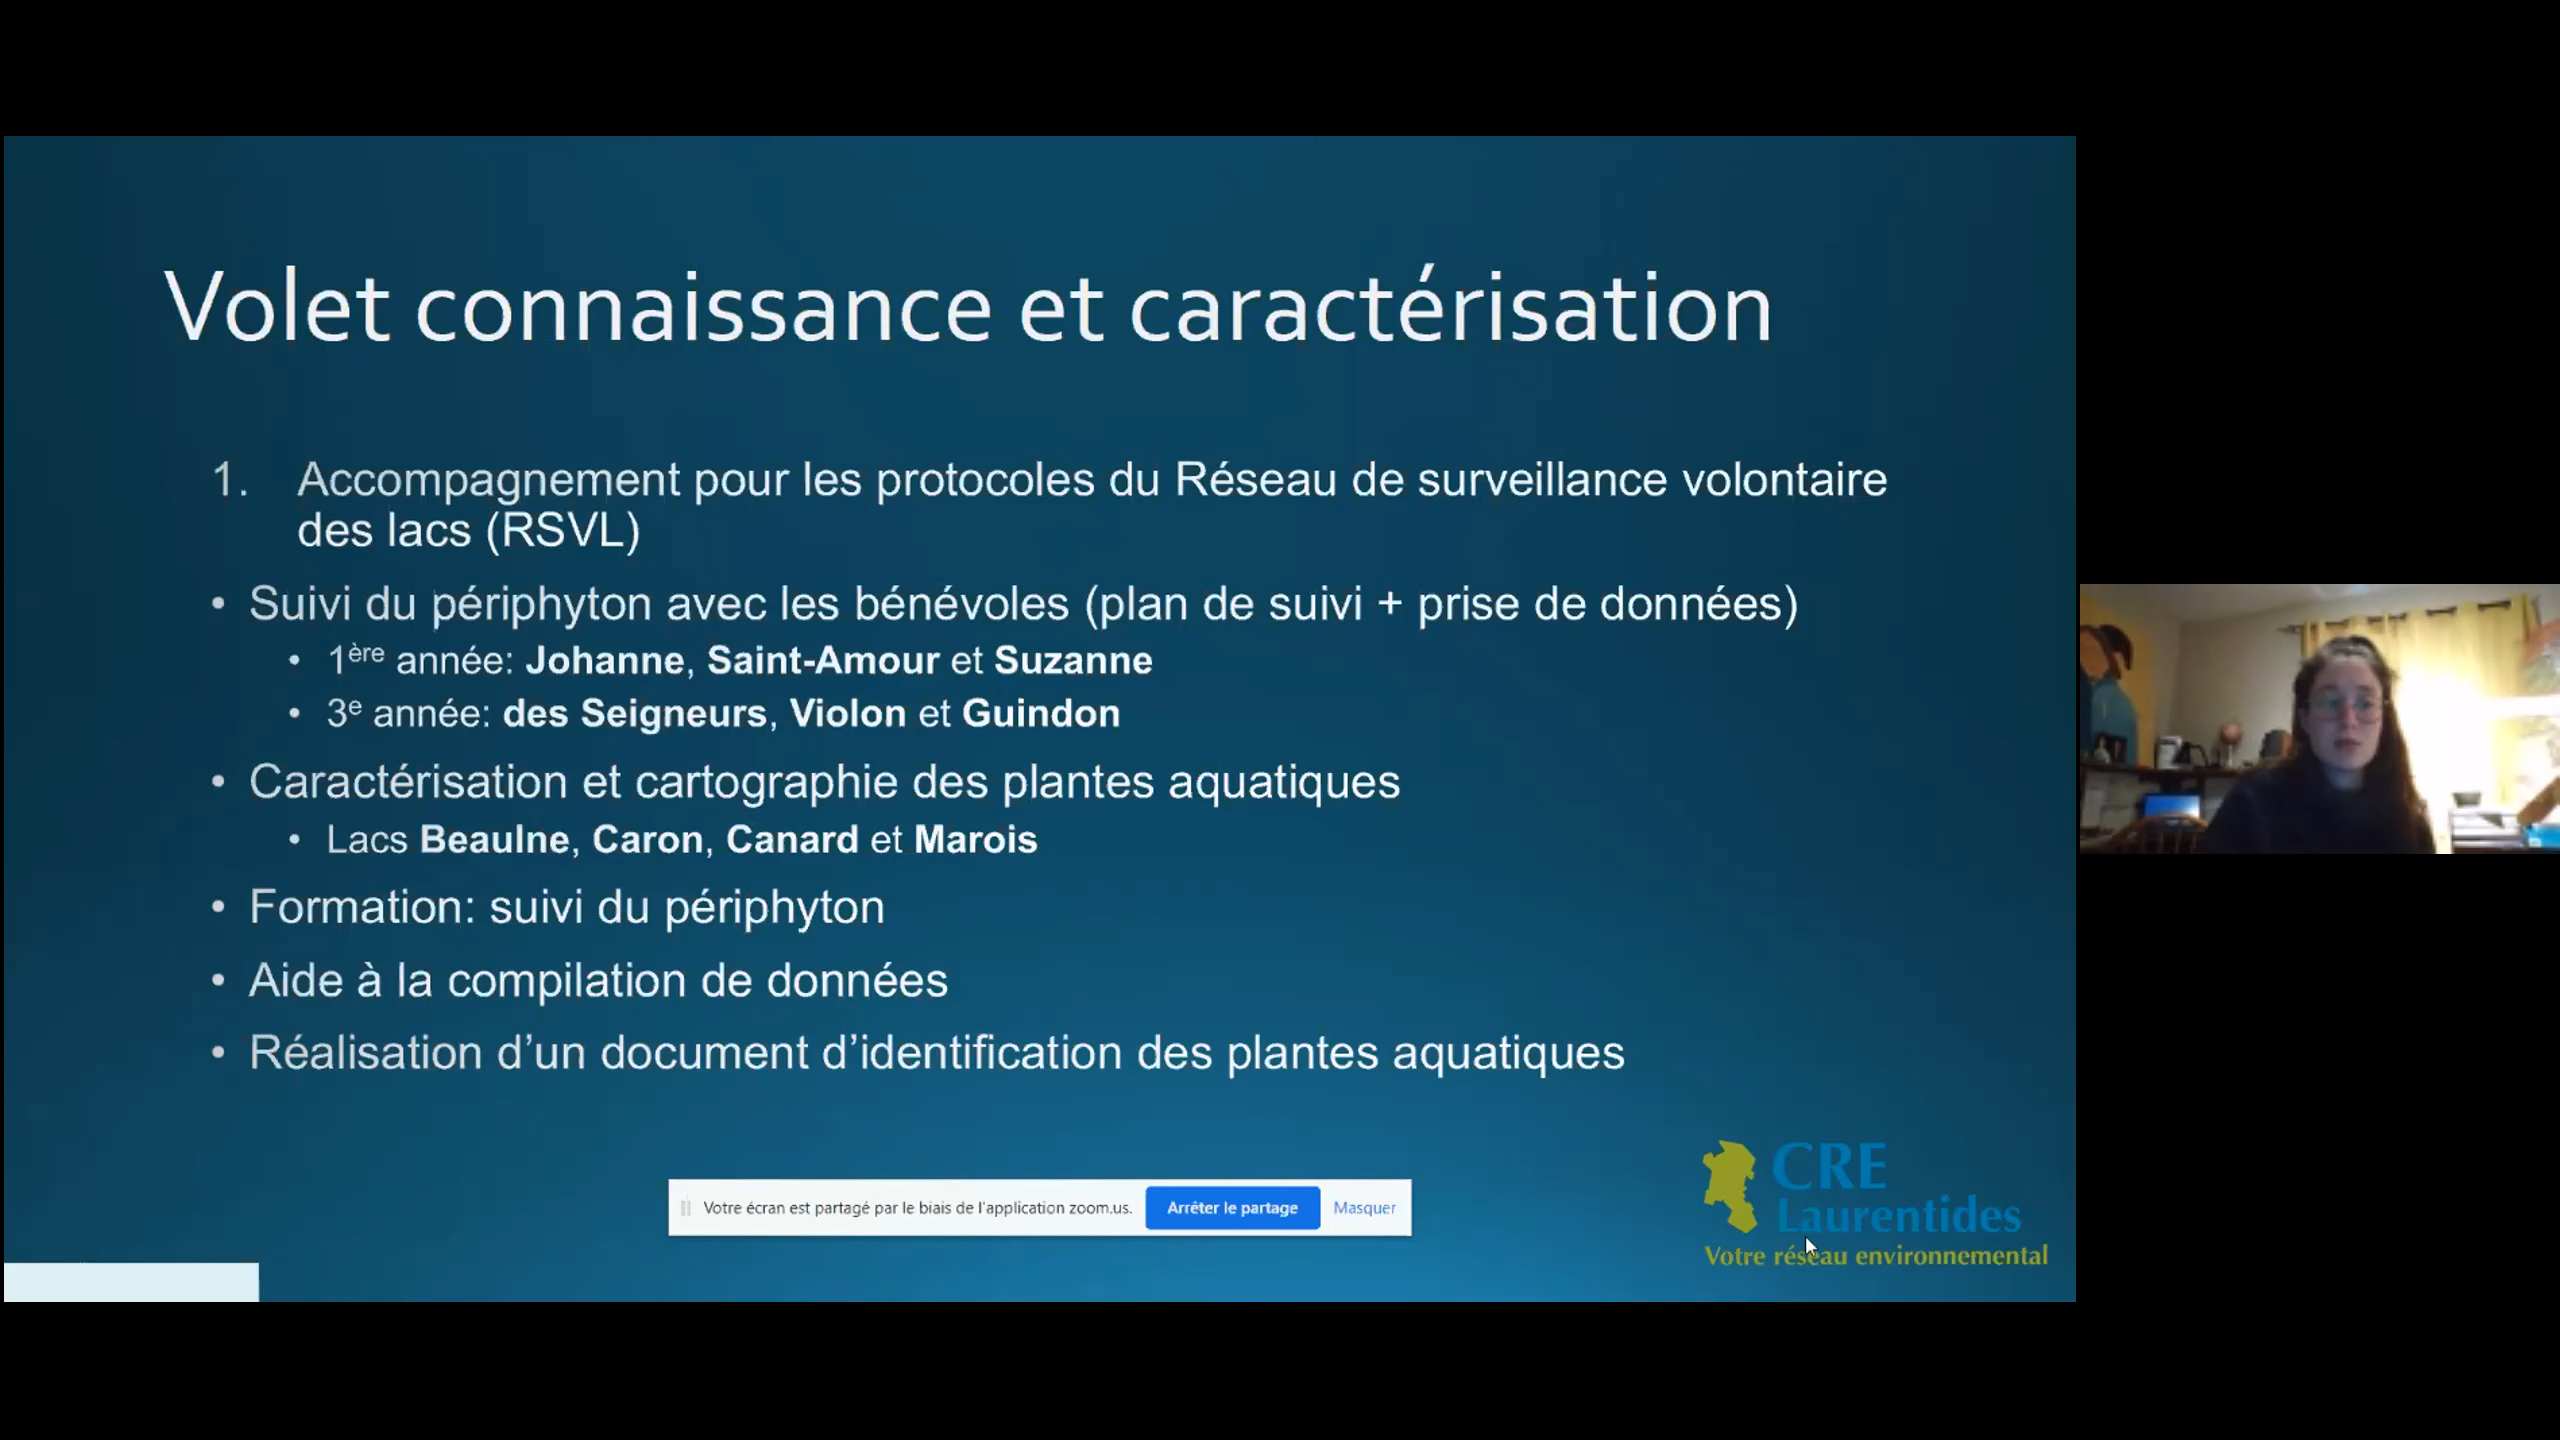 Volet connaissance et caractérisation
1. Accompagnement pour les protocoles du Réseau de surveillance volontaire
des lacs (RSVL)
• Suivi du périphyton avec les bénévoles (plan de suivi + prise de données)
• 1ère année: Johanne, Saint-Amour et Suzanne
• 3e année: des Seigneurs, Violon et Guindon
• Caractérisation et cartographie des plantes aquatiques
• Lacs Beaulne, Caron, Canard et Marois
• Formation: suivi du périphyton
• Aide à la compilation de données
• Réalisation d’un document d’identification des plantes aquatiques
Votre écran est partagé par le biais de l'application zoom.us. Arrêter le partage Masquer
CRE
Laurentides
Votre réseau environnemental